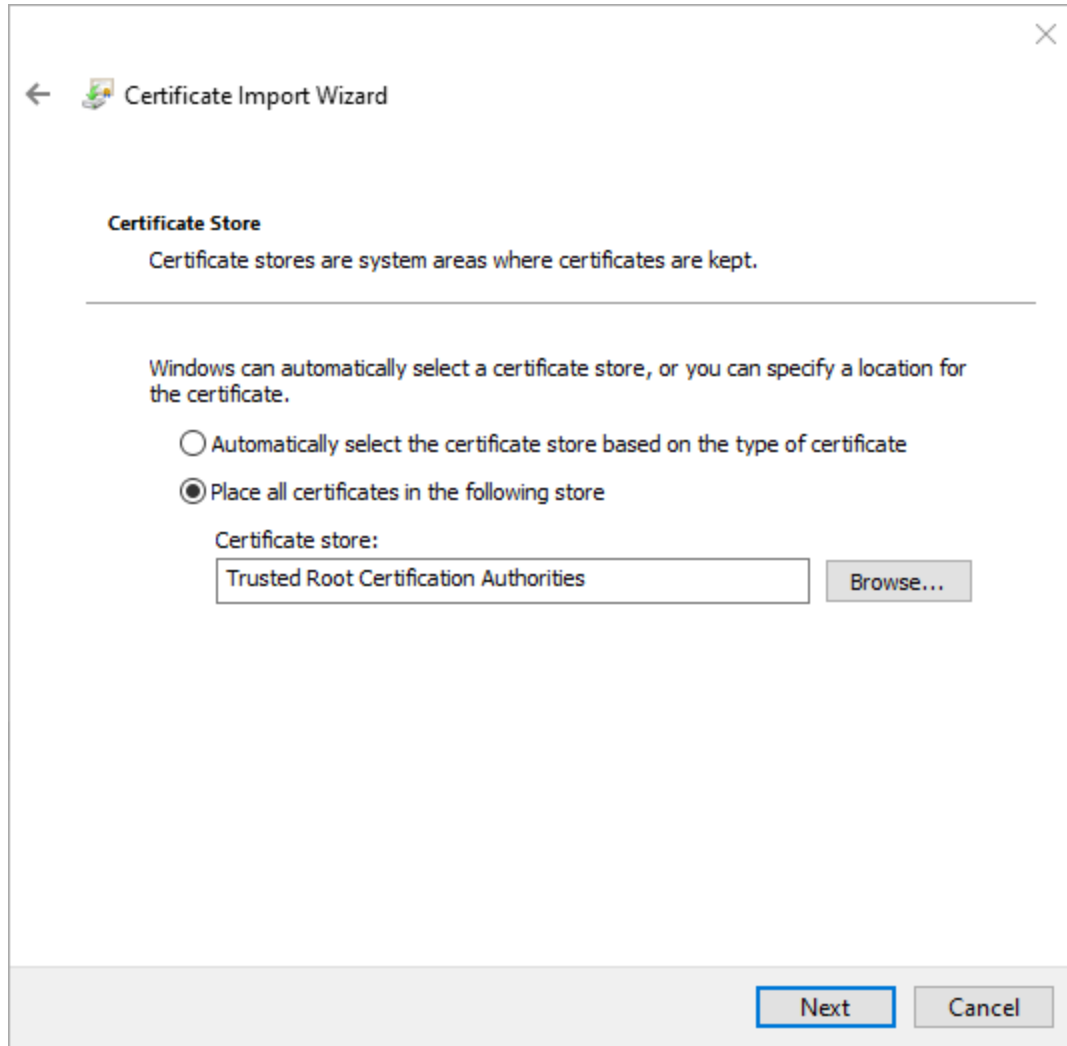 Certificate Import Wizard
Certificate Store
Certificate stores are system areas where certificates are kept.
Windows can automatically select a certificate store, or you can specify a location for
the certificate.
Automatically select the certificate store based on the type of certificate
Place all certificates in the following store
Certificate store:
Trusted Root Certification Authorities
Browse...
Next
Cancel